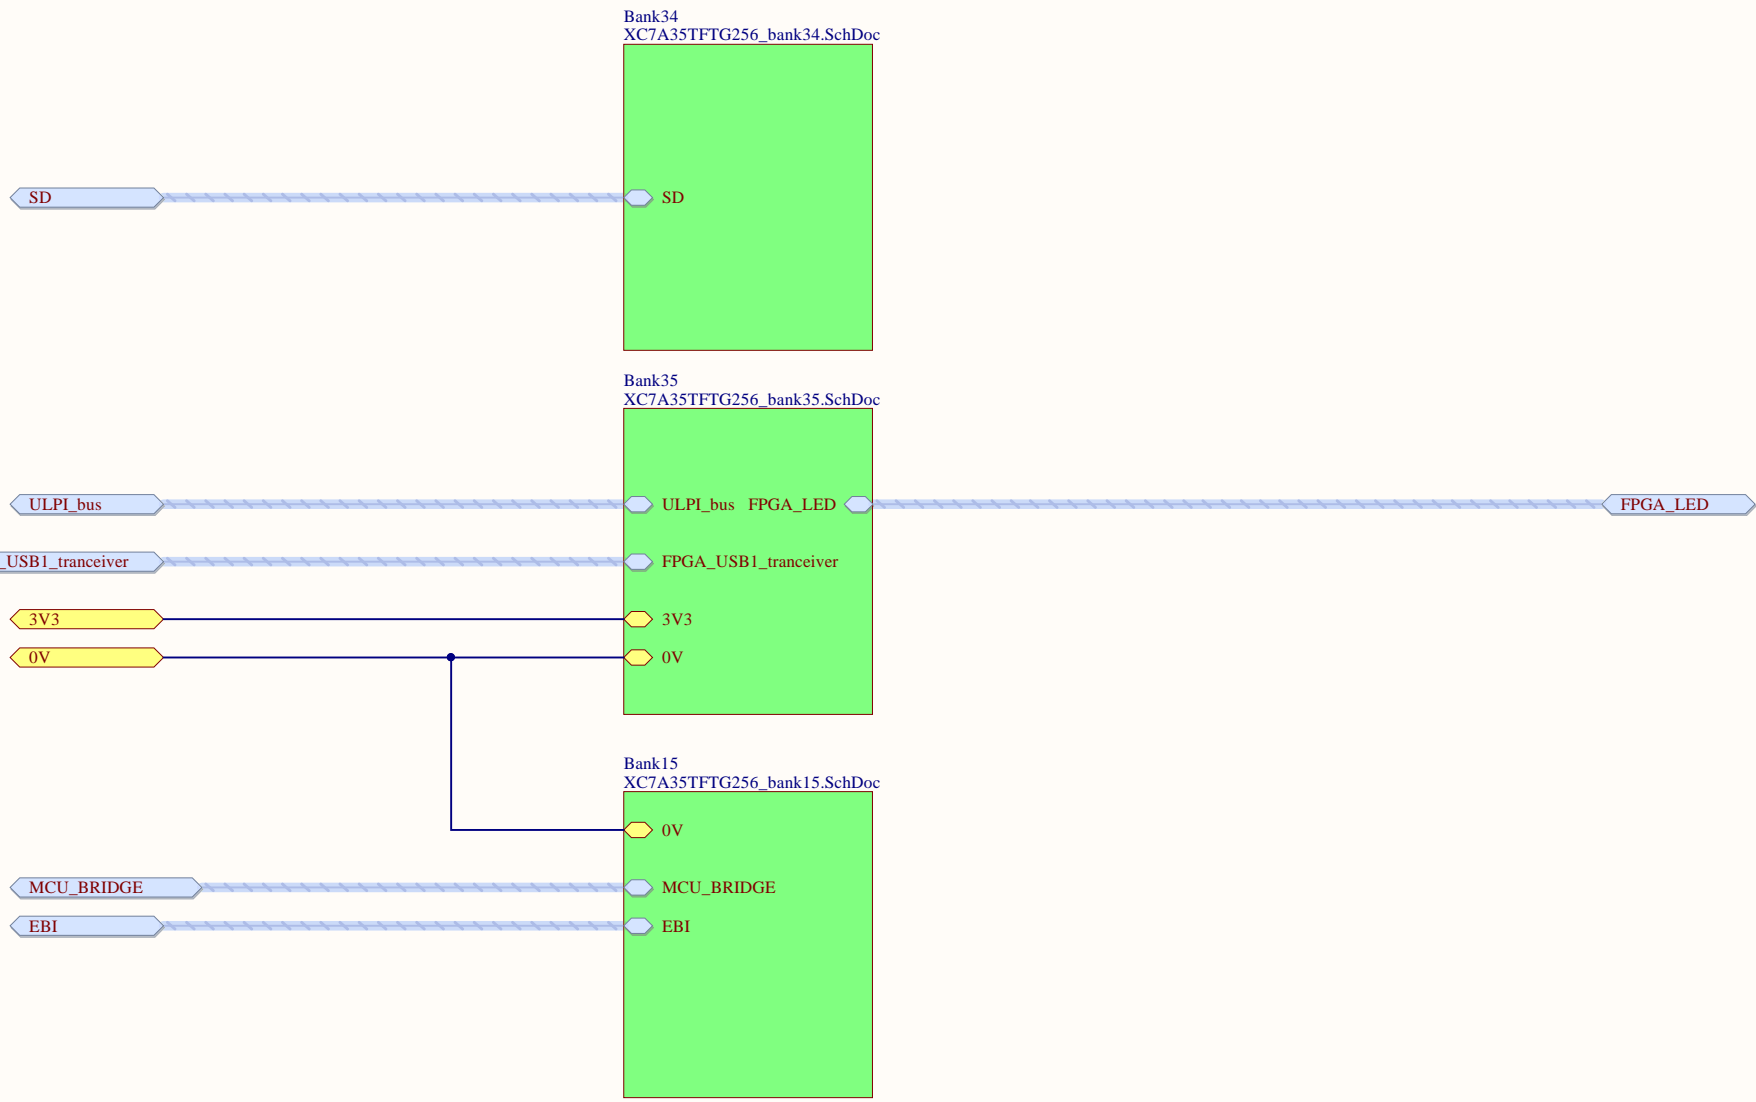 Bank34
XC7A35TFTG256_bank34.SchDoc
SD SD
Bank35
XC7A35TFTG256_bank35.SchDoc
ULPI_bus ULPI_bus FPGA_LED FPGA_LED
_USB1_tranceiver FPGA_USB1_tranceiver
3V3 3V3
0V 0V
Bank15
XC7A35TFTG256_bank15.SchDoc
0V
MCU_BRIDGE MCU_BRIDGE
EBI EBI